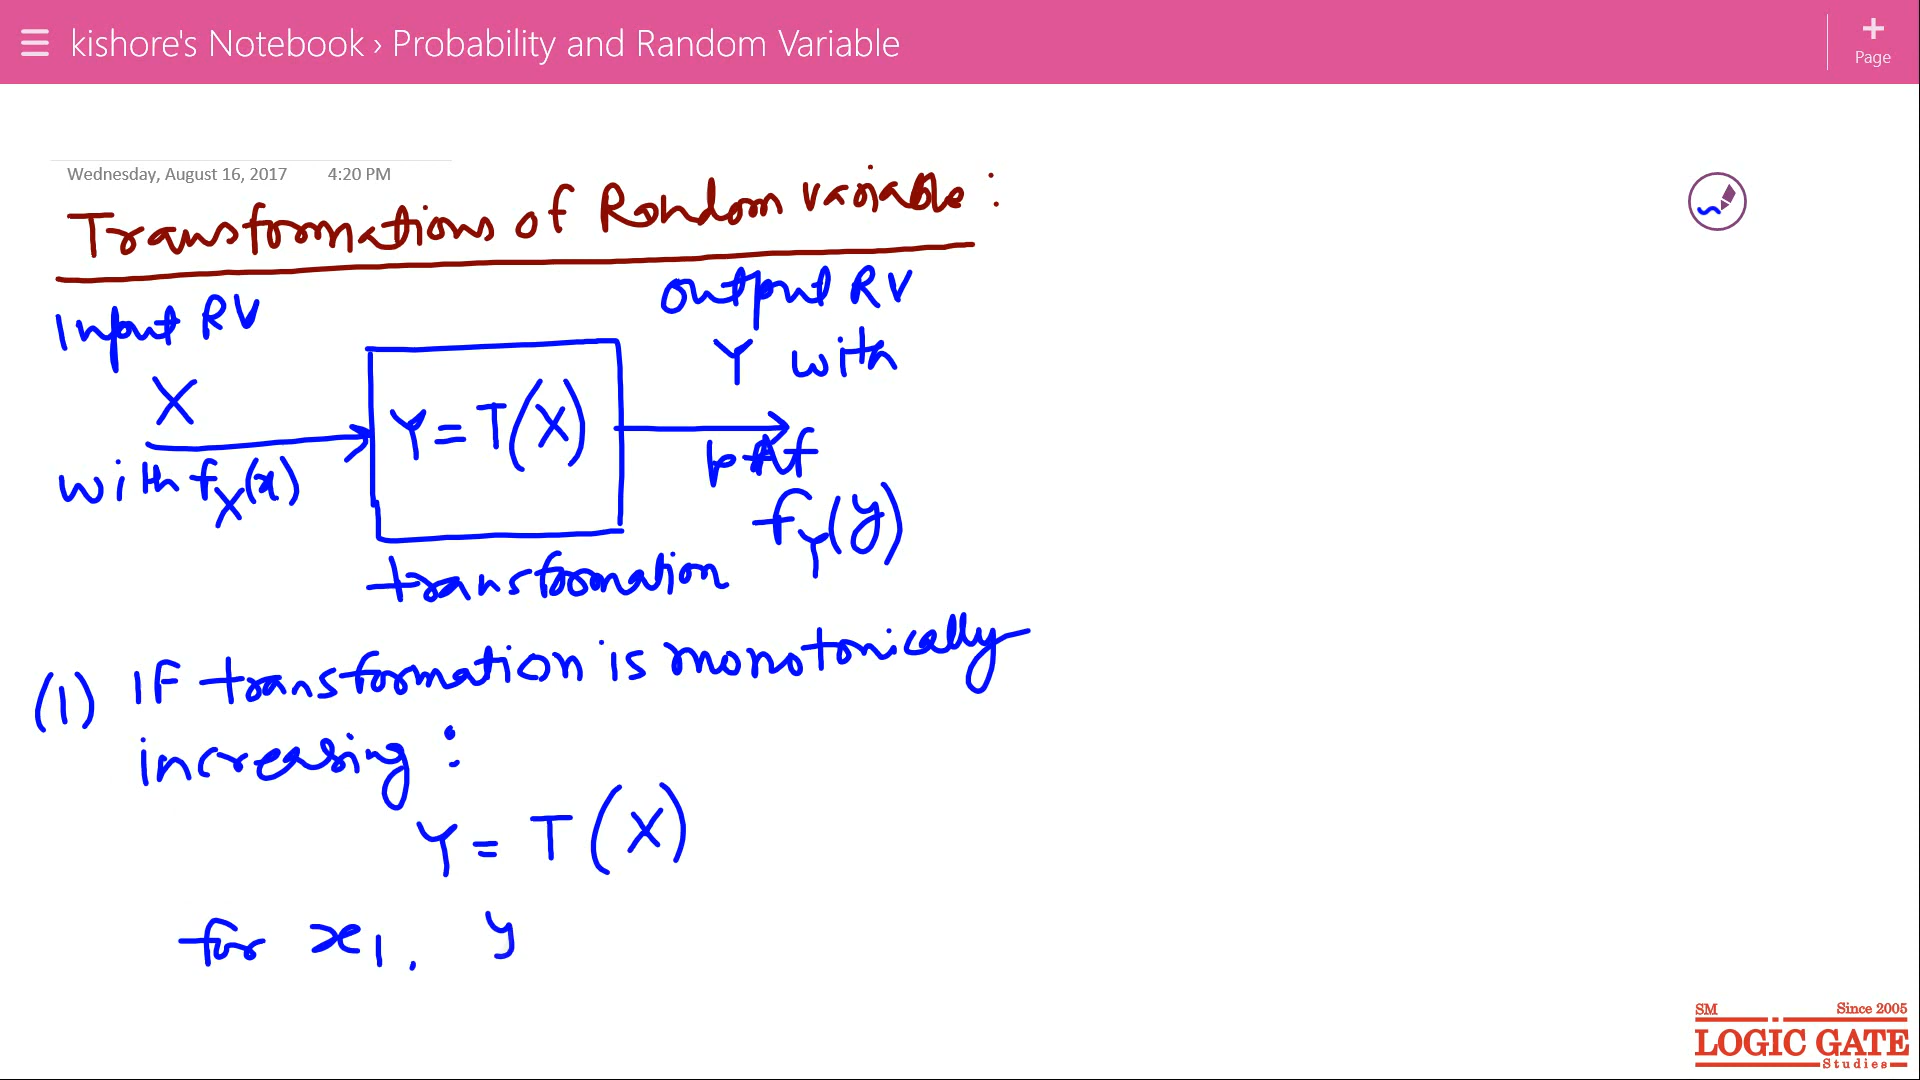 kishore's Notebook › Probability and Random Variable
+
Page
Wednesday, August 16, 2017 4:20 PM
Transformations of Random variable :
Input RV
X
with fX(x)
Y = T(X)
transformation
output RV
Y with
pdf
fY(y)
(1) IF transformation is monotonically
increasing :
Y = T(X)
for x1, y
SM Since 2005
LOGIC GATE
Studies